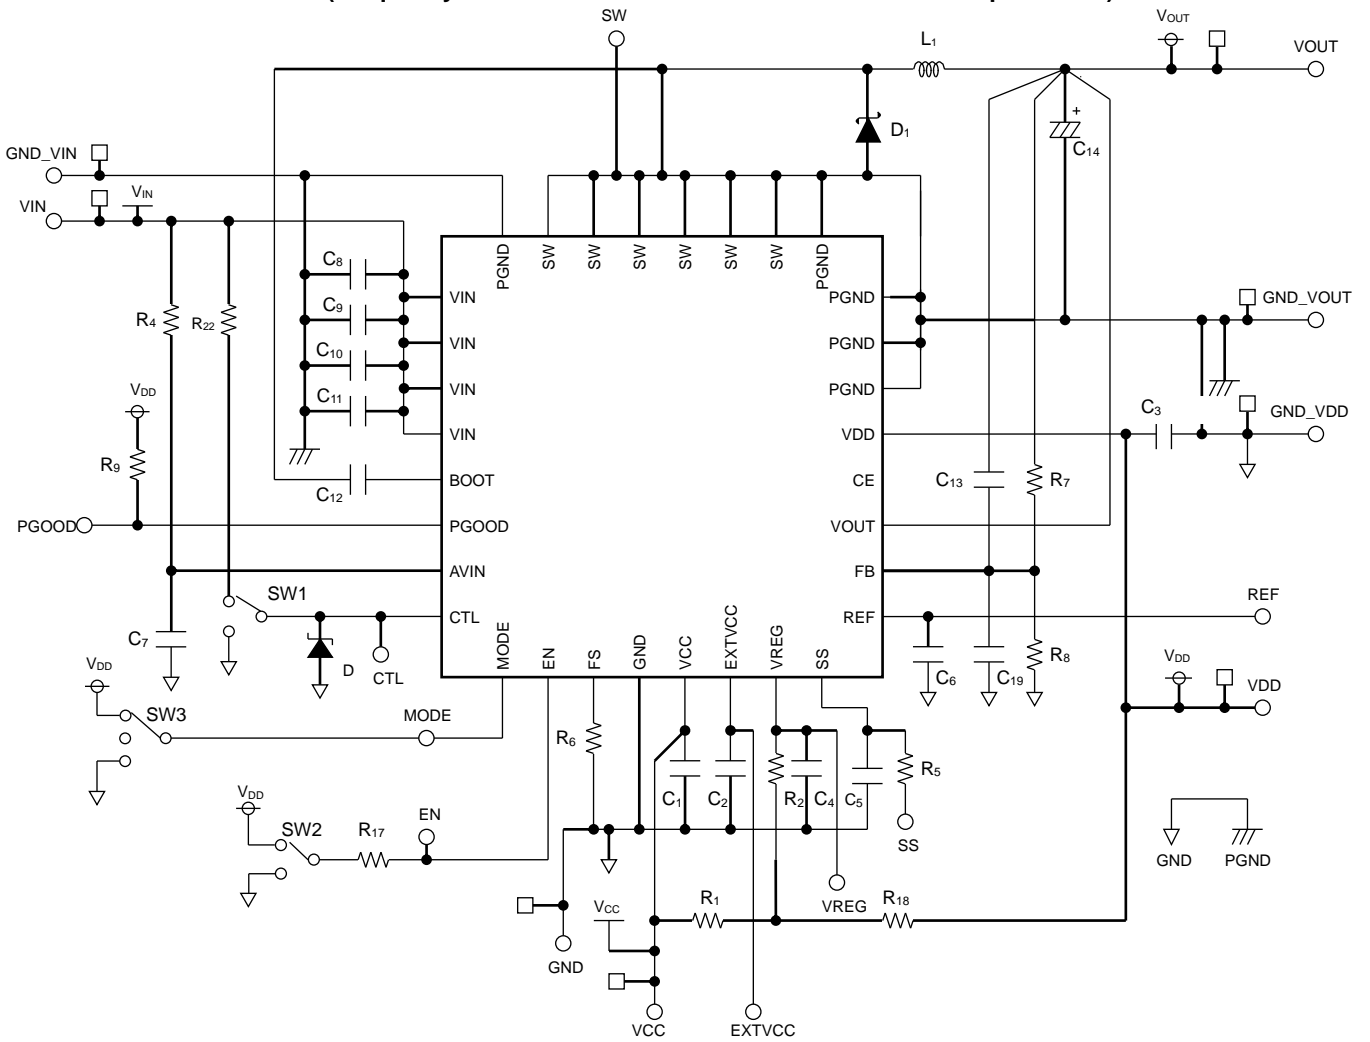 SW
VOUT
L1
VOUT
GND_VIN
D1
+
C14
VIN
VIN
PGND
SW
SW
SW
SW
SW
SW
PGND
C8
VIN
PGND
GND_VOUT
R4
R22
C9
VIN
PGND
C10
VIN
PGND
VDD
C11
VIN
VDD
C3
GND_VDD
R9
C12
BOOT
CE
C13
R7
PGOOD
PGOOD
VOUT
AVIN
FB
SW1
CTL
REF
REF
C7
D
CTL
MODE
EN
FS
GND
VCC
EXTVCC
VREG
SS
C6
C19
R8
VDD
SW3
MODE
VDD
VDD
R6
C1
C2
R2
C4
C5
R5
VDD
SW2
R17
EN
SS
GND
PGND
VCC
R1
VREG
R18
GND
VCC
EXTVCC